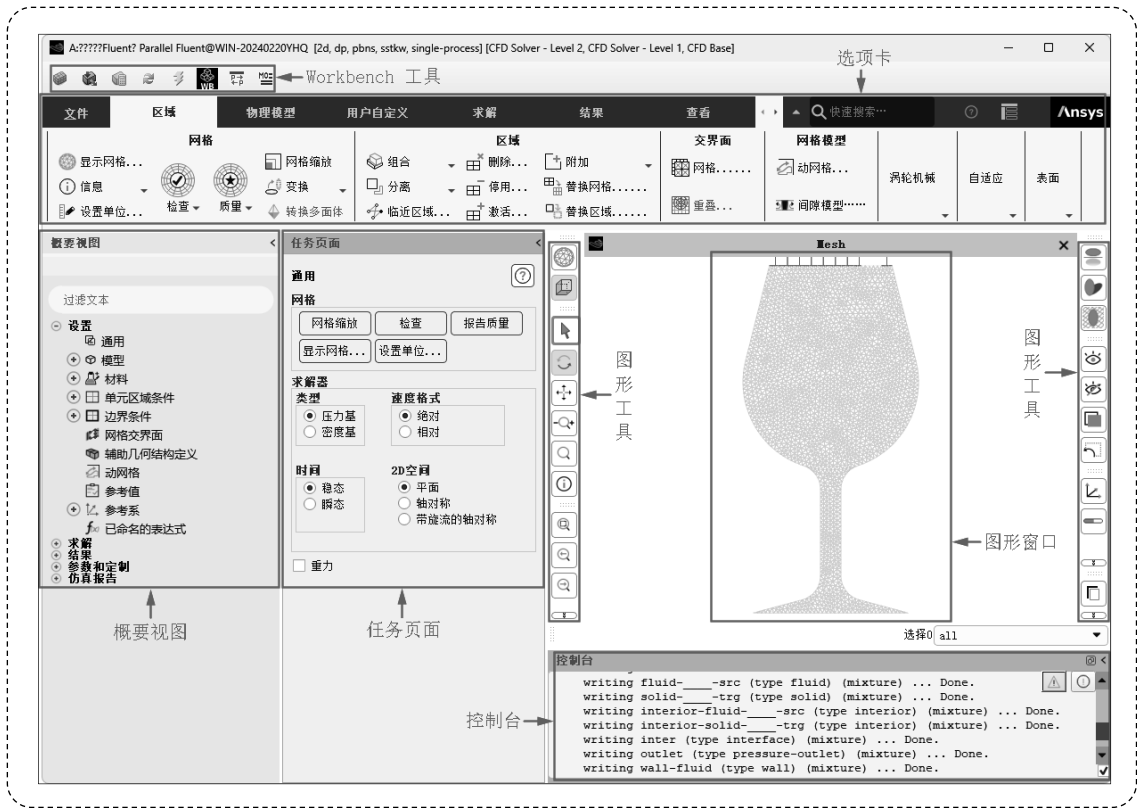 A:?????Fluent? Parallel Fluent@WIN-20240220YHQ [2d, dp, pbns, sstkw, single-process] [CFD Solver - Level 2, CFD Solver - Level 1, CFD Base]
选项卡
Workbench 工具
文件 区域 物理模型 用户自定义 求解 结果 查看 快速搜索… Ansys
网格 区域 交界面 网格模型
显示网格... 网格缩放 组合 删除... 附加 网格...... 动网格...
信息 变换 分离 停用... 替换网格...... 涡轮机械 自适应 表面
设置单位... 检查 质量 转换多面体 临近区域... 激活... 替换区域...... 重叠... 间隙模型……
概要视图
过滤文本
设置
通用
模型
材料
单元区域条件
边界条件
网格交界面
辅助几何结构定义
动网格
参考值
参考系
已命名的表达式
求解
结果
参数和定制
仿真报告
概要视图
任务页面
通用
网格
网格缩放 检查 报告质量
显示网格... 设置单位...
求解器
类型 速度格式
压力基 绝对
密度基 相对
时间 2D空间
稳态 平面
瞬态 轴对称
带旋流的轴对称
重力
任务页面
Mesh
图形工具
图形工具
图形窗口
选择0 all
控制台
控制台
writing fluid-____-src (type fluid) (mixture) ... Done.
writing solid-____-trg (type solid) (mixture) ... Done.
writing interior-fluid-____-src (type interior) (mixture) ... Done.
writing interior-solid-____-trg (type interior) (mixture) ... Done.
writing inter (type interface) (mixture) ... Done.
writing outlet (type pressure-outlet) (mixture) ... Done.
writing wall-fluid (type wall) (mixture) ... Done.